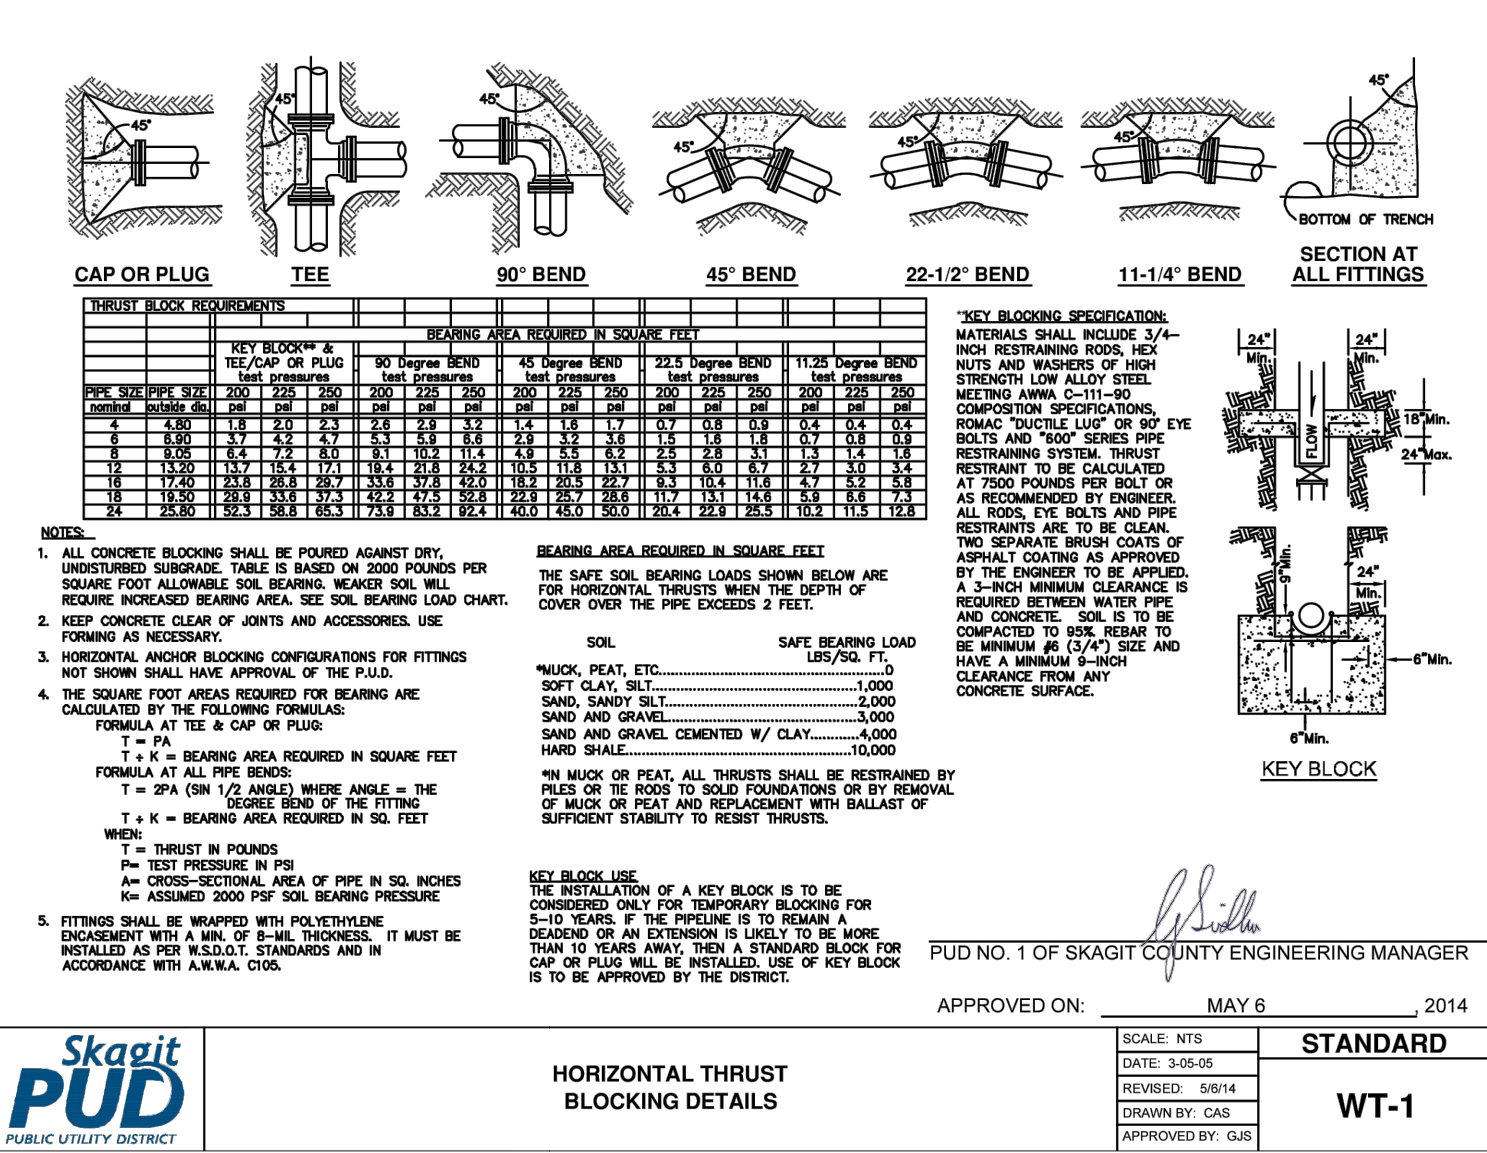 45°
45°
45°
45°
45°
45°
45°
BOTTOM OF TRENCH
CAP OR PLUG
TEE
90° BEND
45° BEND
22-1/2° BEND
11-1/4° BEND
SECTION AT
ALL FITTINGS
THRUST BLOCK REQUIREMENTS
BEARING AREA REQUIRED IN SQUARE FEET
KEY BLOCK** &
TEE/CAP OR PLUG 90 Degree BEND 45 Degree BEND 22.5 Degree BEND 11.25 Degree BEND
test pressures test pressures test pressures test pressures test pressures
PIPE SIZE PIPE SIZE 200 225 250 200 225 250 200 225 250 200 225 250 200 225 250
nominal outside dia. psi psi psi psi psi psi psi psi psi psi psi psi psi psi psi
4 4.80 1.8 2.0 2.3 2.6 2.9 3.2 1.4 1.6 1.7 0.7 0.8 0.9 0.4 0.4 0.4
6 6.90 3.7 4.2 4.7 5.3 5.9 6.6 2.9 3.2 3.6 1.5 1.6 1.8 0.7 0.8 0.9
8 9.05 6.4 7.2 8.0 9.1 10.2 11.4 4.9 5.5 6.2 2.5 2.8 3.1 1.3 1.4 1.6
12 13.20 13.7 15.4 17.1 19.4 21.8 24.2 10.5 11.8 13.1 5.3 6.0 6.7 2.7 3.0 3.4
16 17.40 23.8 26.8 29.7 33.6 37.8 42.0 18.2 20.5 22.7 9.3 10.4 11.6 4.7 5.2 5.8
18 19.50 29.9 33.6 37.3 42.2 47.5 52.8 22.9 25.7 28.6 11.7 13.1 14.6 5.9 6.6 7.3
24 25.80 52.3 58.8 65.3 73.9 83.2 92.4 40.0 45.0 50.0 20.4 22.9 25.5 10.2 11.5 12.8
NOTES:
1. ALL CONCRETE BLOCKING SHALL BE POURED AGAINST DRY,
UNDISTURBED SUBGRADE. TABLE IS BASED ON 2000 POUNDS PER
SQUARE FOOT ALLOWABLE SOIL BEARING. WEAKER SOIL WILL
REQUIRE INCREASED BEARING AREA. SEE SOIL BEARING LOAD CHART.
2. KEEP CONCRETE CLEAR OF JOINTS AND ACCESSORIES. USE
FORMING AS NECESSARY.
3. HORIZONTAL ANCHOR BLOCKING CONFIGURATIONS FOR FITTINGS
NOT SHOWN SHALL HAVE APPROVAL OF THE P.U.D.
4. THE SQUARE FOOT AREAS REQUIRED FOR BEARING ARE
CALCULATED BY THE FOLLOWING FORMULAS:
FORMULA AT TEE & CAP OR PLUG:
T = PA
T ÷ K = BEARING AREA REQUIRED IN SQUARE FEET
FORMULA AT ALL PIPE BENDS:
T = 2PA (SIN 1/2 ANGLE) WHERE ANGLE = THE
DEGREE BEND OF THE FITTING
T ÷ K = BEARING AREA REQUIRED IN SQ. FEET
WHEN:
T = THRUST IN POUNDS
P= TEST PRESSURE IN PSI
A= CROSS-SECTIONAL AREA OF PIPE IN SQ. INCHES
K= ASSUMED 2000 PSF SOIL BEARING PRESSURE
5. FITTINGS SHALL BE WRAPPED WITH POLYETHYLENE
ENCASEMENT WITH A MIN. OF 8-MIL THICKNESS. IT MUST BE
INSTALLED AS PER W.S.D.O.T. STANDARDS AND IN
ACCORDANCE WITH A.W.W.A. C105.
BEARING AREA REQUIRED IN SQUARE FEET
THE SAFE SOIL BEARING LOADS SHOWN BELOW ARE
FOR HORIZONTAL THRUSTS WHEN THE DEPTH OF
COVER OVER THE PIPE EXCEEDS 2 FEET.
SOIL SAFE BEARING LOAD
LBS/SQ. FT.
*MUCK, PEAT, ETC...................................................0
SOFT CLAY, SILT..............................................1,000
SAND, SANDY SILT...........................................2,000
SAND AND GRAVEL...........................................3,000
SAND AND GRAVEL CEMENTED W/ CLAY...........4,000
HARD SHALE...................................................10,000
*IN MUCK OR PEAT, ALL THRUSTS SHALL BE RESTRAINED BY
PILES OR TIE RODS TO SOLID FOUNDATIONS OR BY REMOVAL
OF MUCK OR PEAT AND REPLACEMENT WITH BALLAST OF
SUFFICIENT STABILITY TO RESIST THRUSTS.
KEY BLOCK USE
THE INSTALLATION OF A KEY BLOCK IS TO BE
CONSIDERED ONLY FOR TEMPORARY BLOCKING FOR
5-10 YEARS. IF THE PIPELINE IS TO REMAIN A
DEADEND OR AN EXTENSION IS LIKELY TO BE MORE
THAN 10 YEARS AWAY, THEN A STANDARD BLOCK FOR
CAP OR PLUG WILL BE INSTALLED. USE OF KEY BLOCK
IS TO BE APPROVED BY THE DISTRICT.
**KEY BLOCKING SPECIFICATION:
MATERIALS SHALL INCLUDE 3/4-
INCH RESTRAINING RODS, HEX
NUTS AND WASHERS OF HIGH
STRENGTH LOW ALLOY STEEL
MEETING AWWA C-111-90
COMPOSITION SPECIFICATIONS,
ROMAC "DUCTILE LUG" OR 90° EYE
BOLTS AND "600" SERIES PIPE
RESTRAINING SYSTEM. THRUST
RESTRAINT TO BE CALCULATED
AT 7500 POUNDS PER BOLT OR
AS RECOMMENDED BY ENGINEER.
ALL RODS, EYE BOLTS AND PIPE
RESTRAINTS ARE TO BE CLEAN.
TWO SEPARATE BRUSH COATS OF
ASPHALT COATING AS APPROVED
BY THE ENGINEER TO BE APPLIED.
A 3-INCH MINIMUM CLEARANCE IS
REQUIRED BETWEEN WATER PIPE
AND CONCRETE. SOIL IS TO BE
COMPACTED TO 95%. REBAR TO
BE MINIMUM #6 (3/4") SIZE AND
HAVE A MINIMUM 9-INCH
CLEARANCE FROM ANY
CONCRETE SURFACE.
24" 24"
Min. Min.
18"Min.
FLOW
24"Max.
9"Min.
24"
Min.
6"Min.
6"Min.
KEY BLOCK
PUD NO. 1 OF SKAGIT COUNTY ENGINEERING MANAGER
APPROVED ON: MAY 6, 2014
Skagit
PUD
PUBLIC UTILITY DISTRICT
HORIZONTAL THRUST
BLOCKING DETAILS
SCALE: NTS
DATE: 3-05-05
REVISED: 5/6/14
DRAWN BY: CAS
APPROVED BY: GJS
STANDARD
WT-1